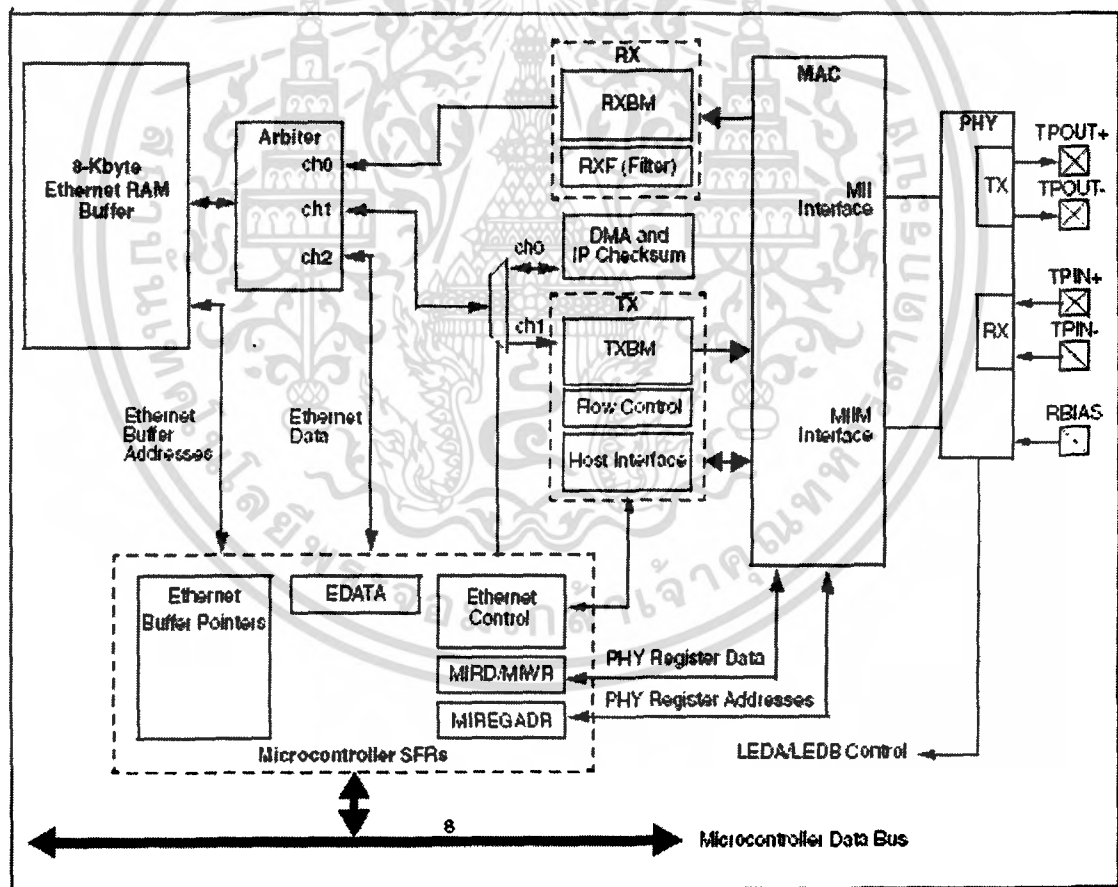 RX
RXBM
RXF (Filter)
MAC
MII
Interface
MIIM
Interface
PHY
TX
RX
TPOUT+
TPOUT-
TPIN+
TPIN-
RBIAS
8-Kbyte
Ethernet RAM
Buffer
Arbiter
ch0
ch1
ch2
ch0
DMA and
IP Checksum
ch1
TX
TXBM
Flow Control
Host Interface
Ethernet
Buffer
Addresses
Ethernet
Data
Ethernet
Buffer Pointers
EDATA
Ethernet
Control
MIRD/MIWR
MIREGADR
Microcontroller SFRs
PHY Register Data
PHY Register Addresses
LEDA/LEDB Control
8
Microcontroller Data Bus